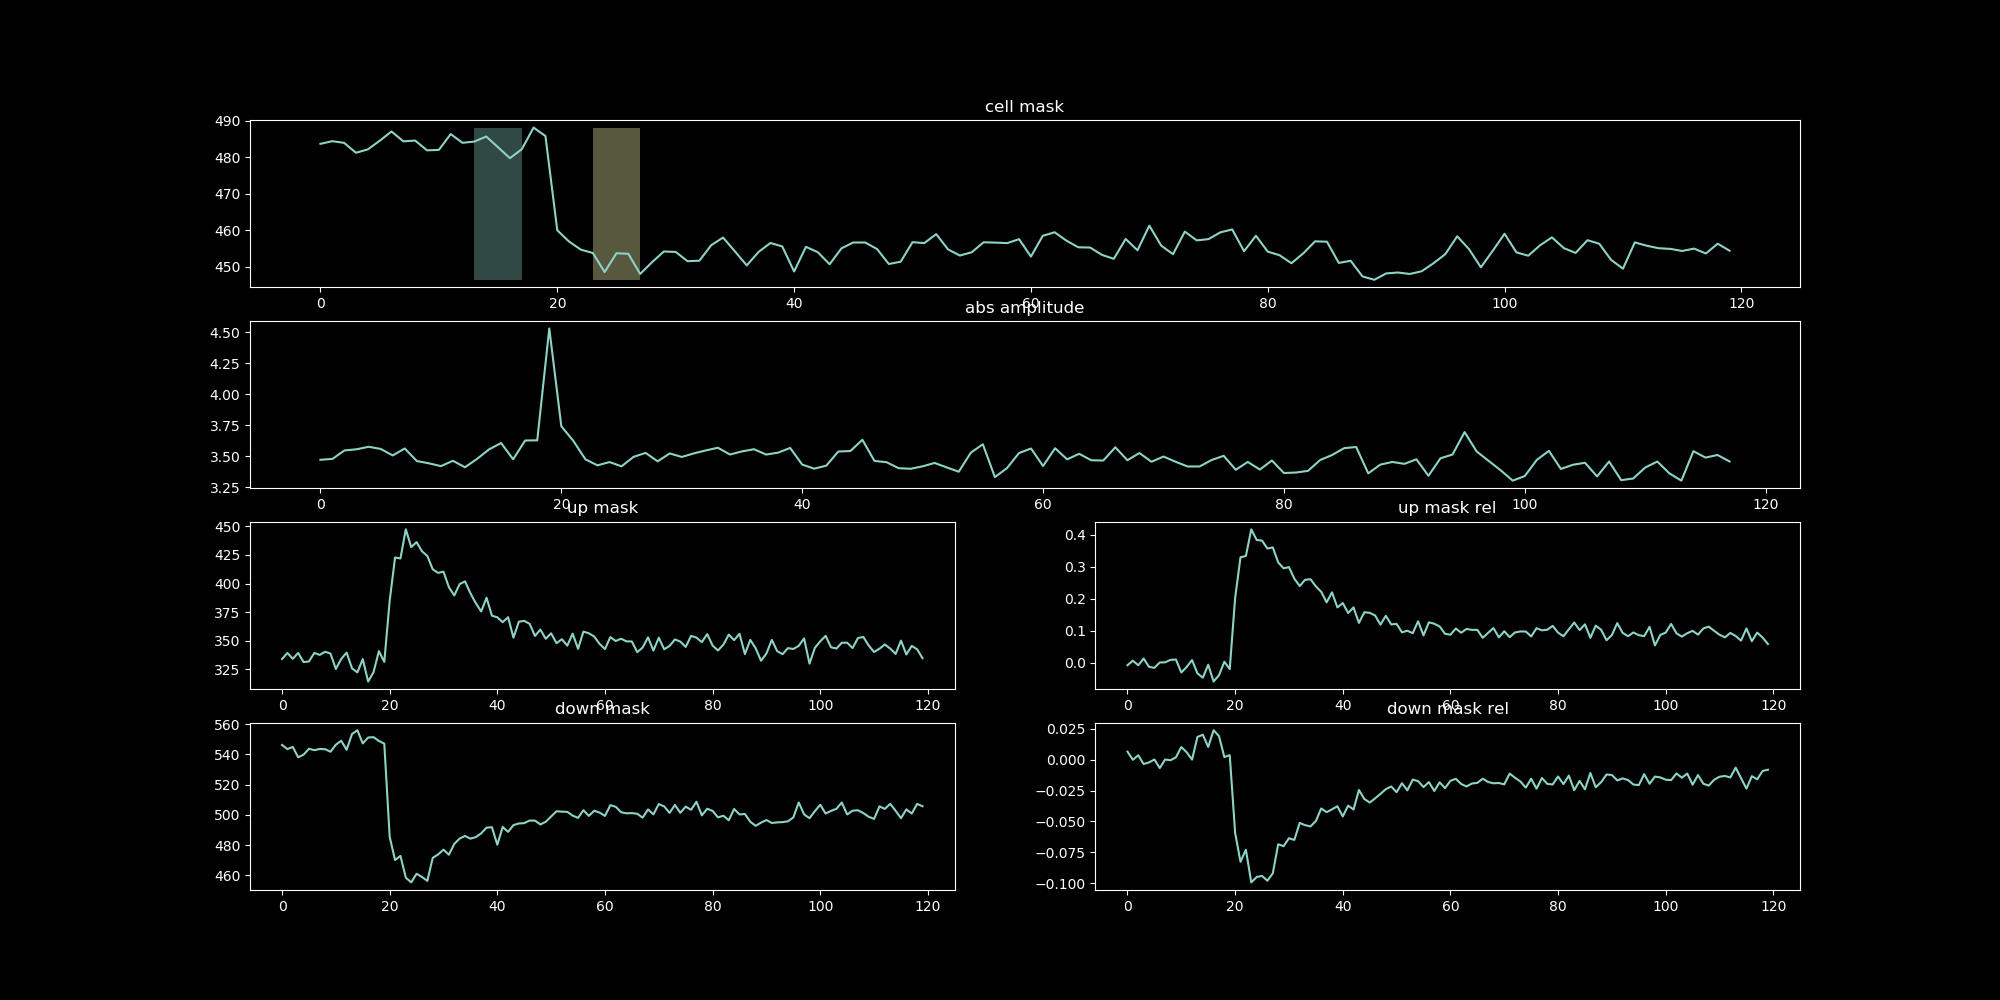 cell mask
490
480
470
460
450
0 20 40 60 80 100 120
abs amplitude
4.50
4.25
4.00
3.75
3.50
3.25
0 20 40 60 80 100 120
up mask
450
425
400
375
350
325
0 20 40 60 80 100 120
up mask rel
0.4
0.3
0.2
0.1
0.0
0 20 40 60 80 100 120
down mask
560
540
520
500
480
460
0 20 40 60 80 100 120
down mask rel
0.025
0.000
−0.025
−0.050
−0.075
−0.100
0 20 40 60 80 100 120